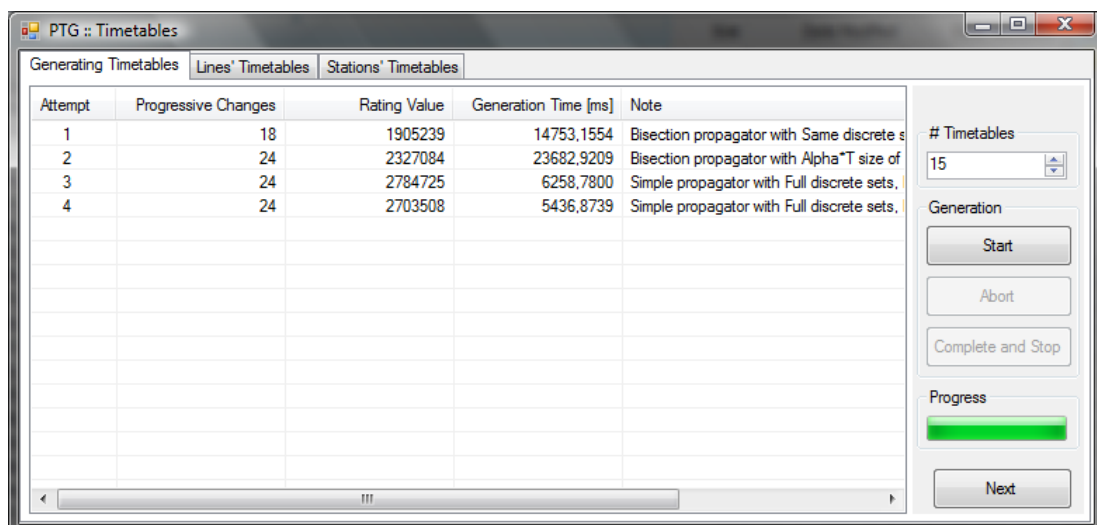 PTG :: Timetables
Generating Timetables Lines' Timetables Stations' Timetables
Attempt Progressive Changes Rating Value Generation Time [ms] Note
1 18 1905239 14753,1554 Bisection propagator with Same discrete s
2 24 2327084 23682,9209 Bisection propagator with Alpha*T size of
3 24 2784725 6258,7800 Simple propagator with Full discrete sets,
4 24 2703508 5436,8739 Simple propagator with Full discrete sets,
# Timetables
15
Generation
Start
Abort
Complete and Stop
Progress
Next